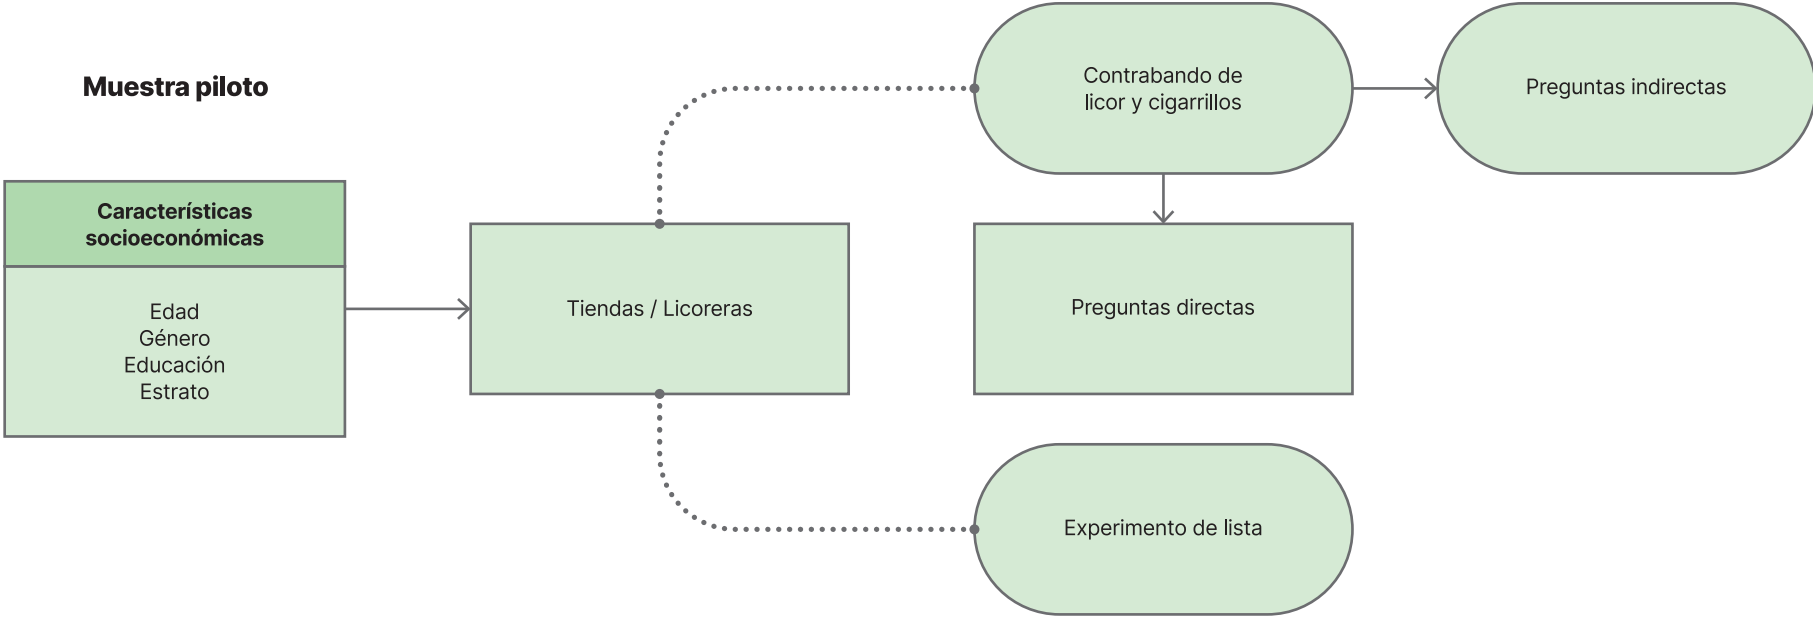 Muestra piloto
Características
socioeconómicas
Edad
Género
Educación
Estrato
Tiendas / Licoreras
Contrabando de
licor y cigarrillos
Preguntas indirectas
Preguntas directas
Experimento de lista